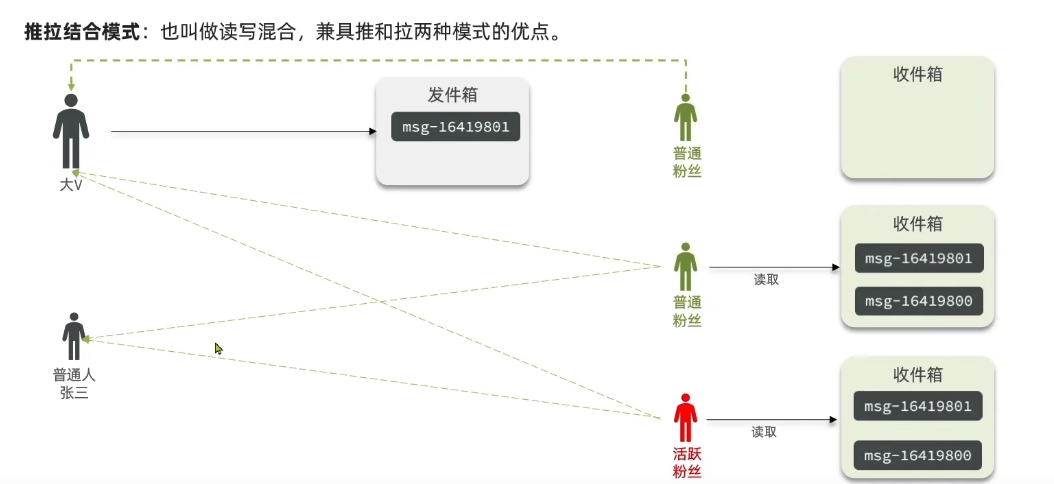 推拉结合模式：也叫做读写混合，兼具推和拉两种模式的优点。
发件箱
msg-16419801
大V
普通
粉丝
收件箱
普通
粉丝
读取
收件箱
msg-16419801
msg-16419800
普通人
张三
活跃
粉丝
读取
收件箱
msg-16419801
msg-16419800